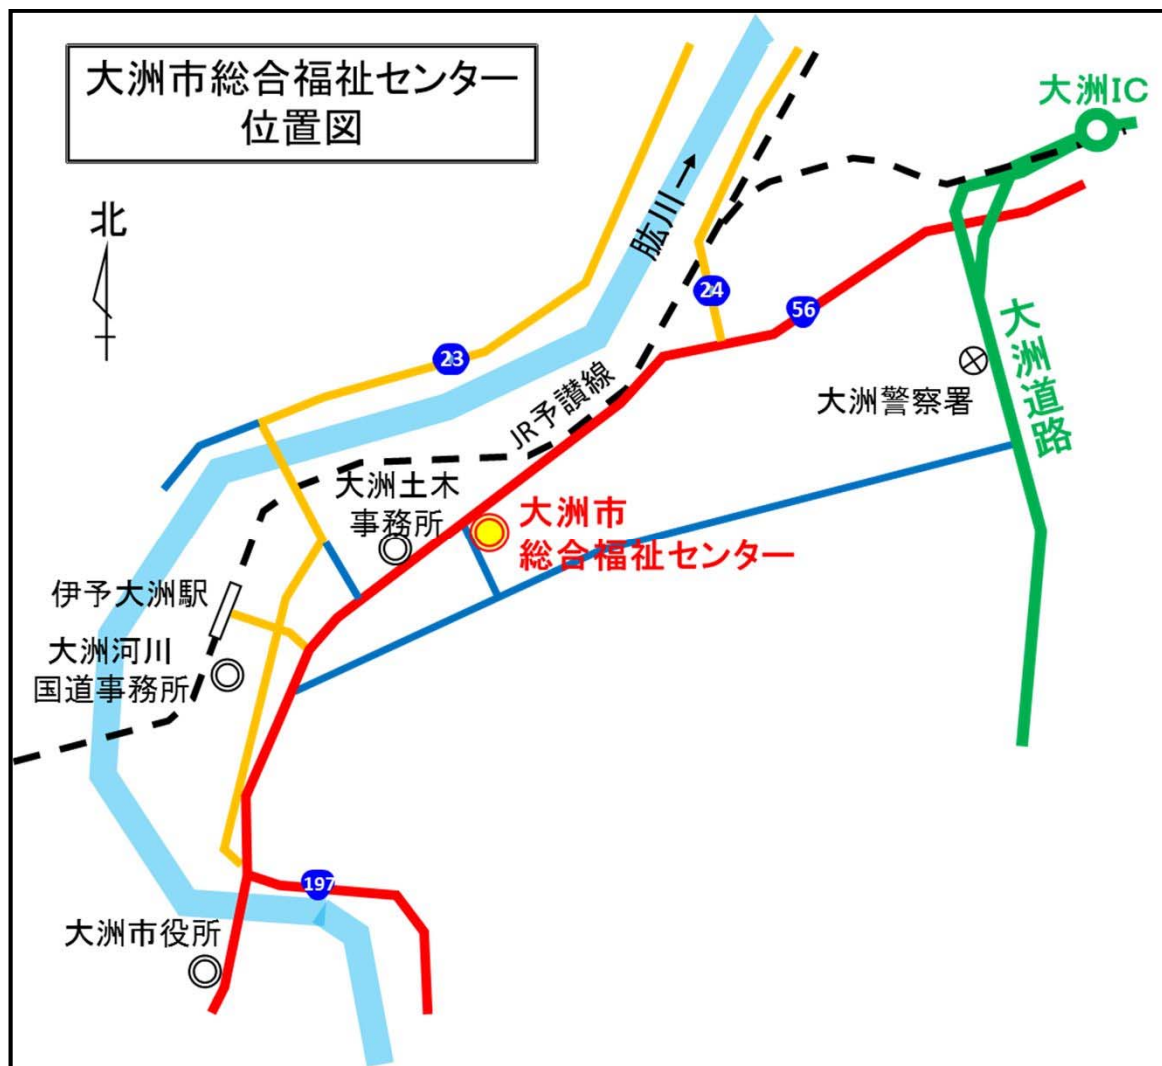 大洲市総合福祉センター
位置図
大洲IC
北
肱川→
24
56
23
大洲道路
JR予讃線
大洲警察署
大洲土木
事務所
大洲市
総合福祉センター
伊予大洲駅
大洲河川
国道事務所
197
大洲市役所